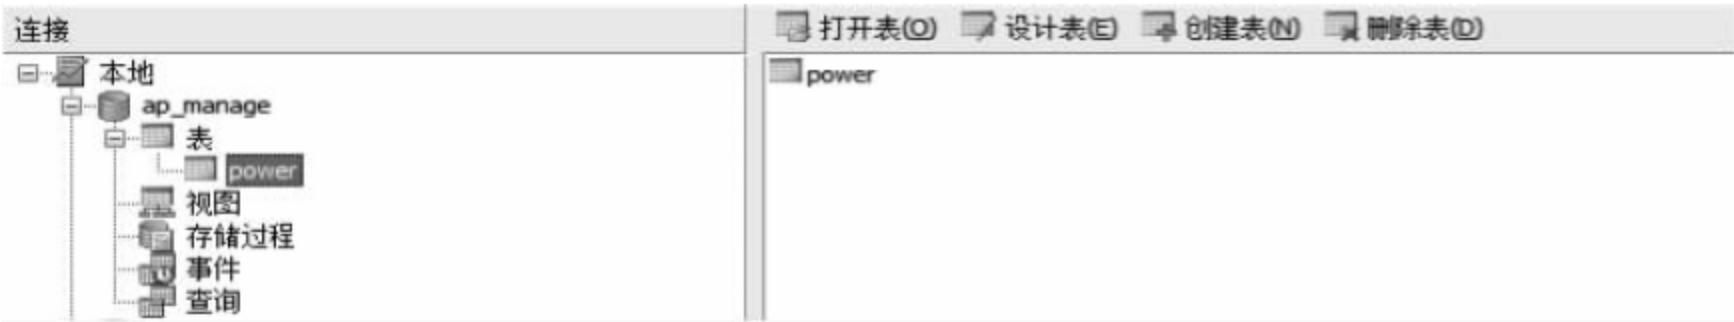 连接
本地
ap_manage
表
power
视图
存储过程
事件
查询
打开表(O) 设计表(E) 创建表(N) 删除表(D)
power